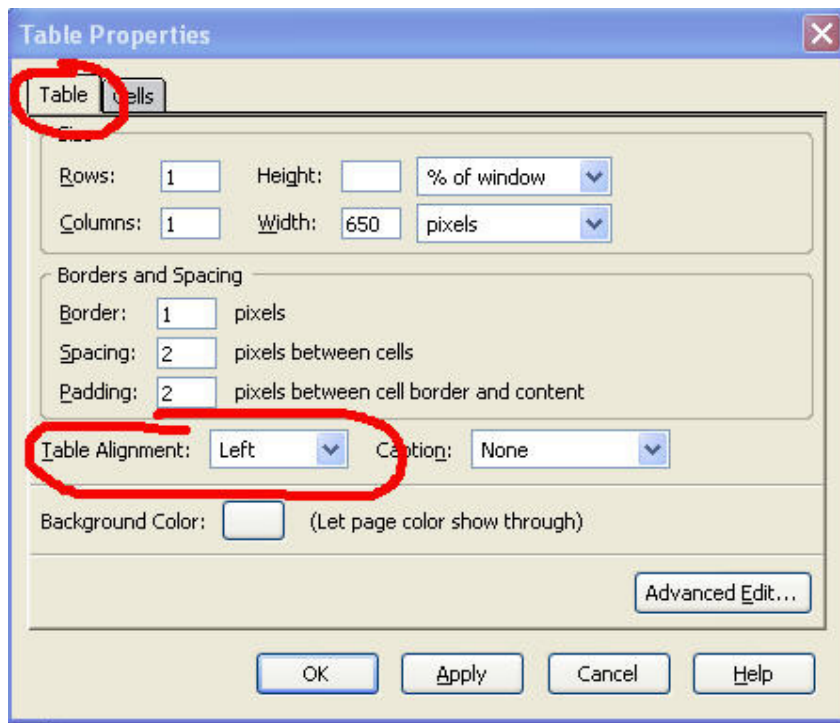 Table Properties
Table Cells
Size
Rows: 1 Height: % of window
Columns: 1 Width: 650 pixels
Borders and Spacing
Border: 1 pixels
Spacing: 2 pixels between cells
Padding: 2 pixels between cell border and content
Table Alignment: Left Caption: None
Background Color: (Let page color show through)
Advanced Edit...
OK Apply Cancel Help